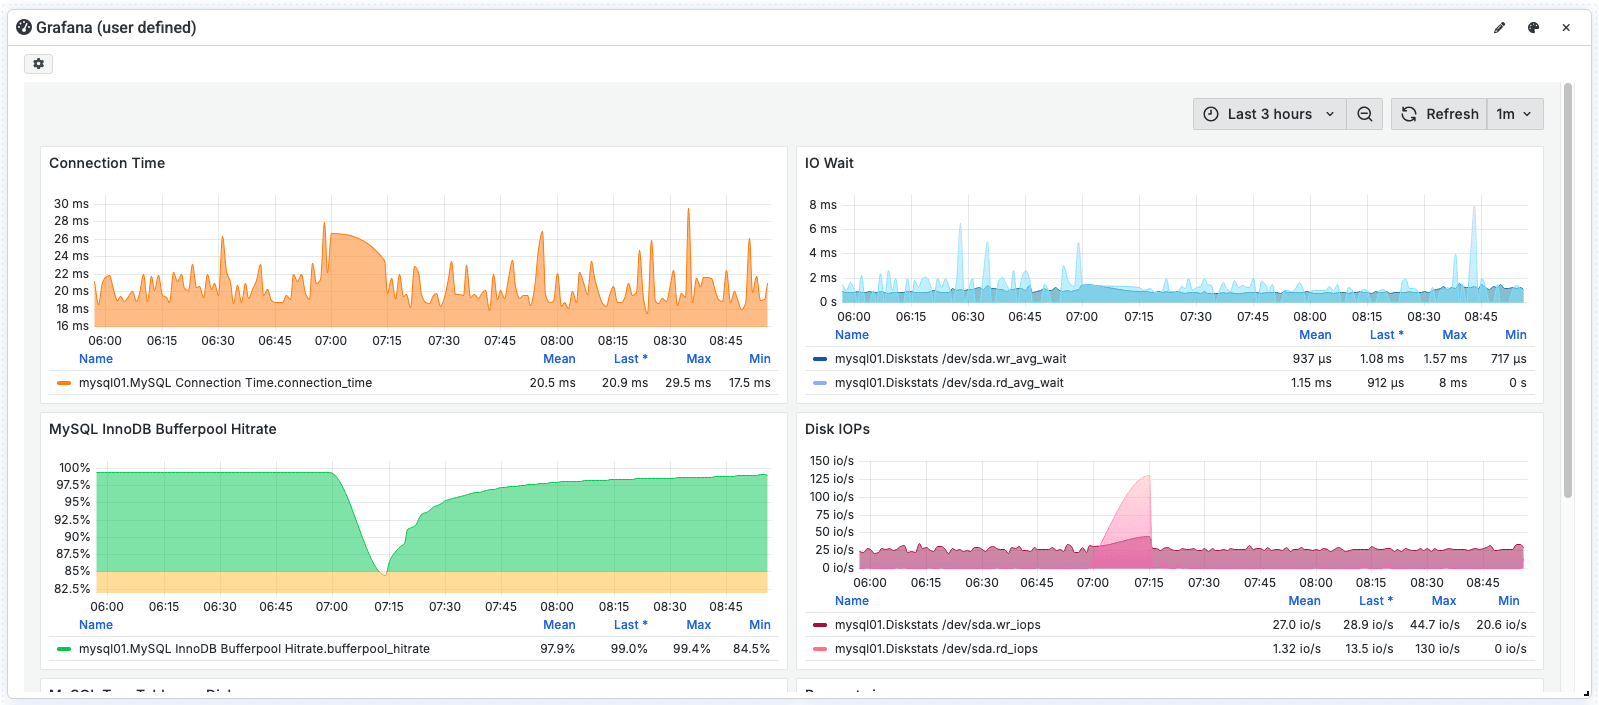 Grafana (user defined)
Last 3 hours
Refresh 1m
Connection Time
30 ms
28 ms
26 ms
24 ms
22 ms
20 ms
18 ms
16 ms
06:00 06:15 06:30 06:45 07:00 07:15 07:30 07:45 08:00 08:15 08:30 08:45
Name Mean Last * Max Min
mysql01.MySQL Connection Time.connection_time 20.5 ms 20.9 ms 29.5 ms 17.5 ms
IO Wait
8 ms
6 ms
4 ms
2 ms
0 s
06:00 06:15 06:30 06:45 07:00 07:15 07:30 07:45 08:00 08:15 08:30 08:45
Name Mean Last * Max Min
mysql01.Diskstats /dev/sda.wr_avg_wait 937 µs 1.08 ms 1.57 ms 717 µs
mysql01.Diskstats /dev/sda.rd_avg_wait 1.15 ms 912 µs 8 ms 0 s
MySQL InnoDB Bufferpool Hitrate
100%
97.5%
95%
92.5%
90%
87.5%
85%
82.5%
06:00 06:15 06:30 06:45 07:00 07:15 07:30 07:45 08:00 08:15 08:30 08:45
Name Mean Last * Max Min
mysql01.MySQL InnoDB Bufferpool Hitrate.bufferpool_hitrate 97.9% 99.0% 99.4% 84.5%
Disk IOPs
150 io/s
125 io/s
100 io/s
75 io/s
50 io/s
25 io/s
0 io/s
06:00 06:15 06:30 06:45 07:00 07:15 07:30 07:45 08:00 08:15 08:30 08:45
Name Mean Last * Max Min
mysql01.Diskstats /dev/sda.wr_iops 27.0 io/s 28.9 io/s 44.7 io/s 20.6 io/s
mysql01.Diskstats /dev/sda.rd_iops 1.32 io/s 13.5 io/s 130 io/s 0 io/s